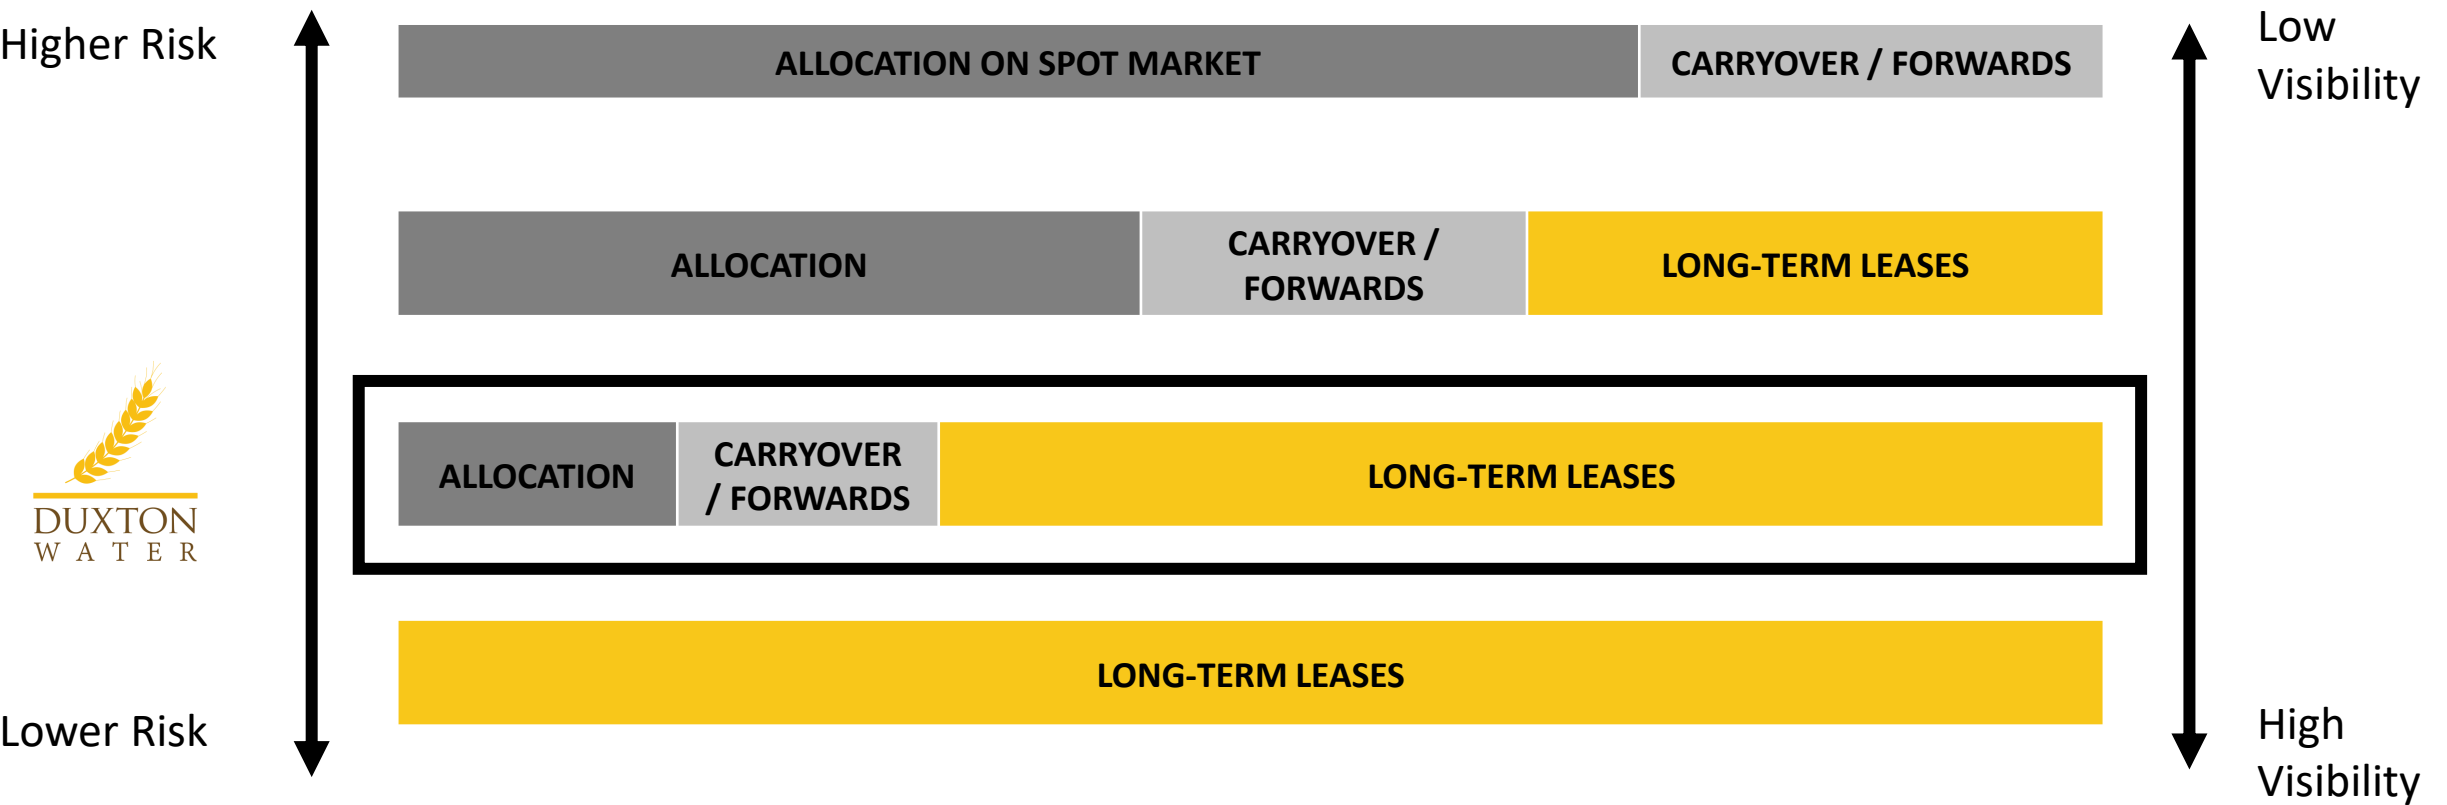 Higher Risk
ALLOCATION ON SPOT MARKET
CARRYOVER / FORWARDS
Low
Visibility
ALLOCATION
CARRYOVER /
FORWARDS
LONG-TERM LEASES
DUXTON
WATER
ALLOCATION
CARRYOVER
/ FORWARDS
LONG-TERM LEASES
LONG-TERM LEASES
Lower Risk
High
Visibility